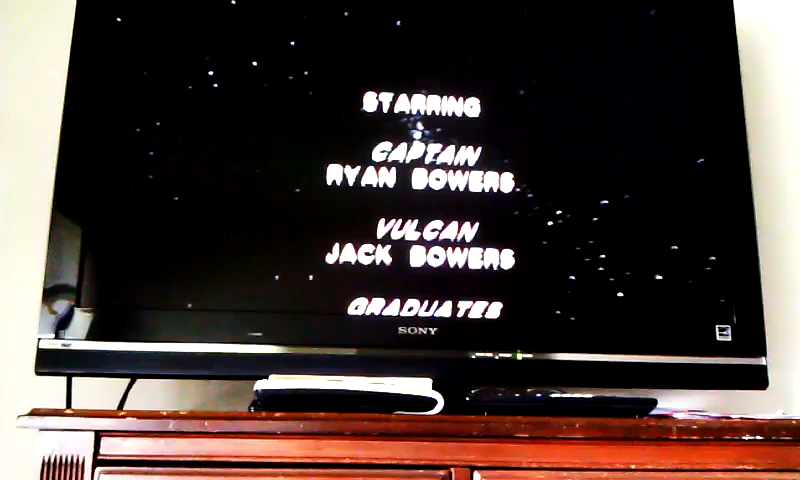 STARRING
CAPTAIN
RYAN BOWERS
VULCAN
JACK BOWERS
GRADUATES
SONY